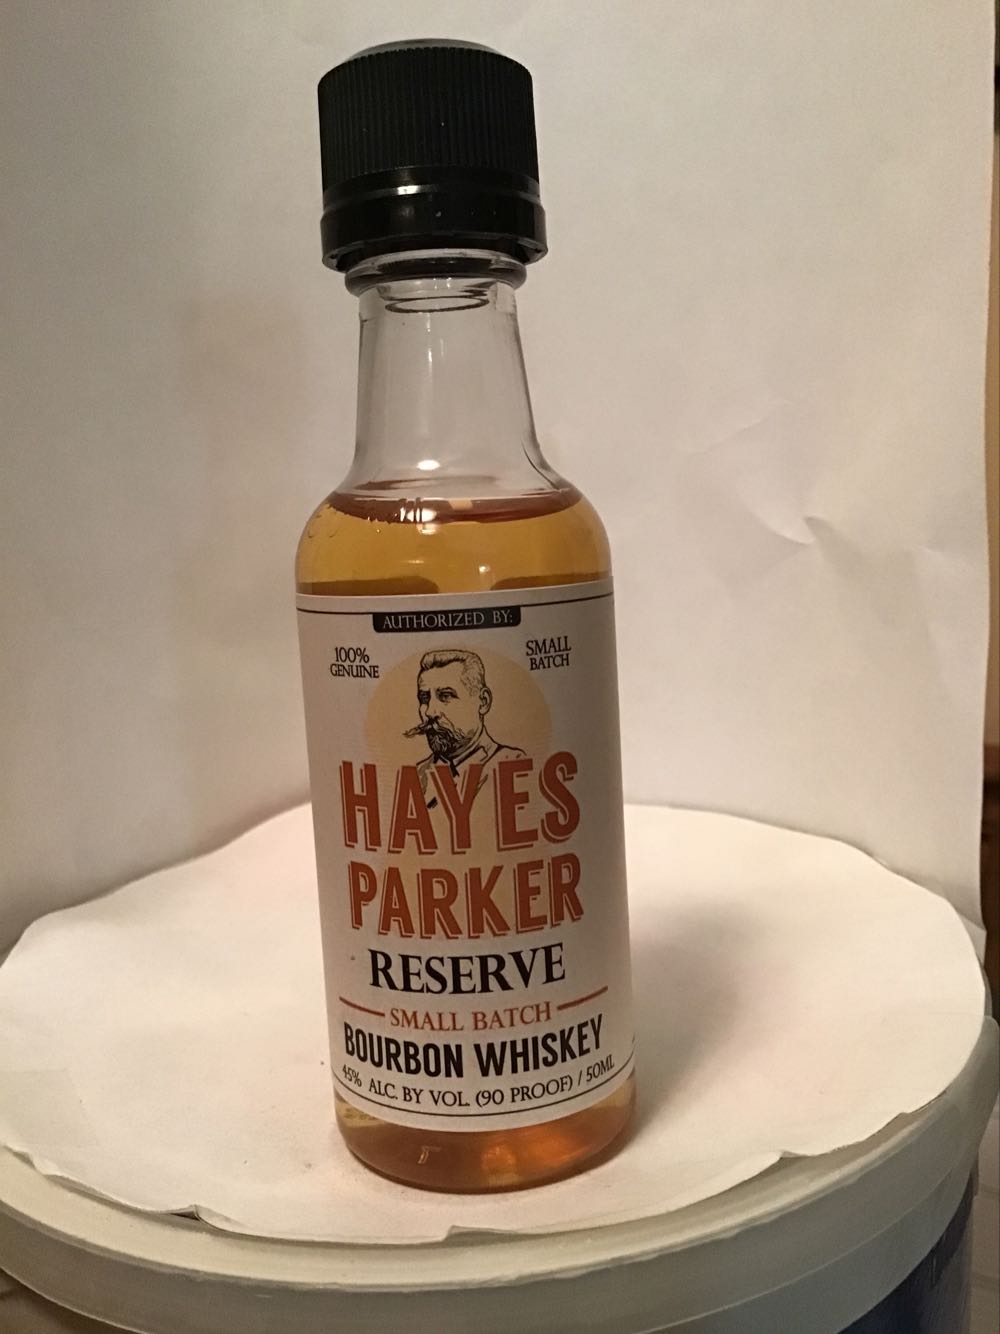 AUTHORIZED BY:
100%
GENUINE
SMALL
BATCH
HAYES
PARKER
RESERVE
SMALL BATCH
BOURBON WHISKEY
45% ALC. BY VOL. (90 PROOF) / 50ML